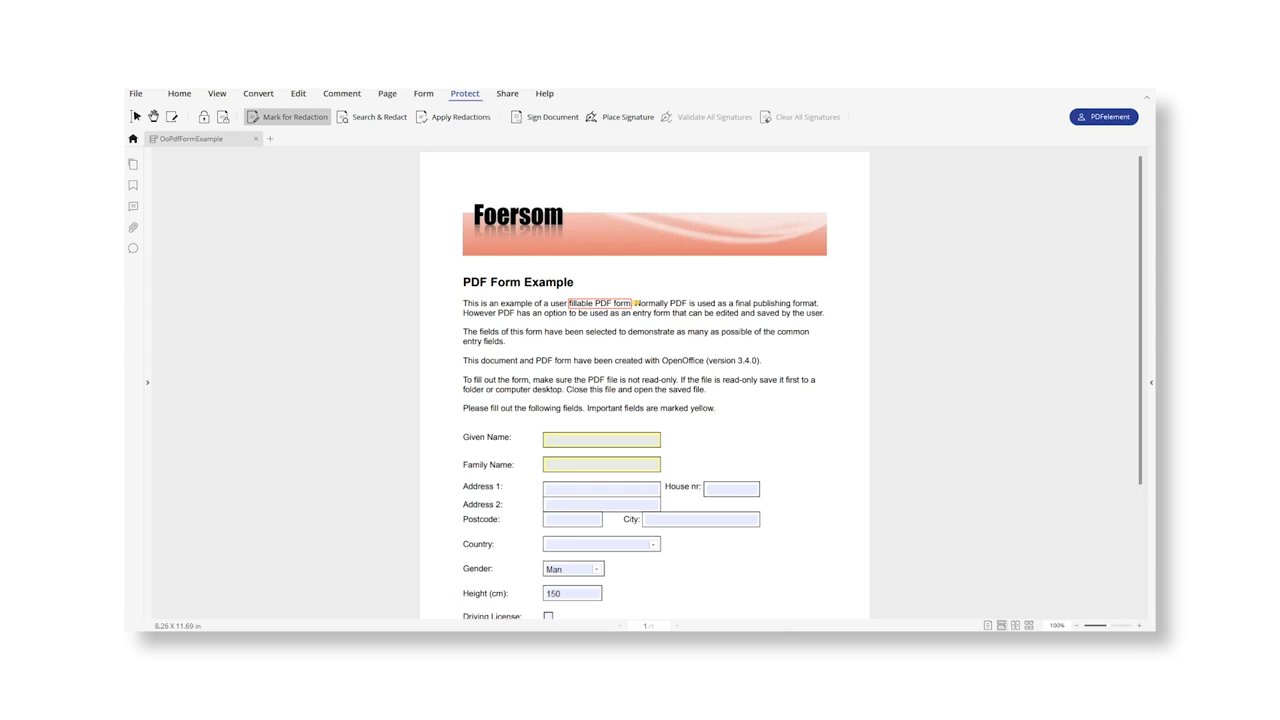 File Home View Convert Edit Comment Page Form Protect Share Help
Mark for Redaction Search & Redact Apply Redactions Sign Document Place Signature Validate All Signatures Clear All Signatures PDFelement
OoPdfFormExample
Foersom
PDF Form Example
This is an example of a user fillable PDF form. Normally PDF is used as a final publishing format.
However PDF has an option to be used as an entry form that can be edited and saved by the user.
The fields of this form have been selected to demonstrate as many as possible of the common
entry fields.
This document and PDF form have been created with OpenOffice (version 3.4.0).
To fill out the form, make sure the PDF file is not read-only. If the file is read-only save it first to a
folder or computer desktop. Close this file and open the saved file.
Please fill out the following fields. Important fields are marked yellow.
Given Name:
Family Name:
Address 1: House nr:
Address 2:
Postcode: City:
Country:
Gender: Man
Height (cm): 150
Driving License:
8.26 X 11.69 in 1 /1 100%